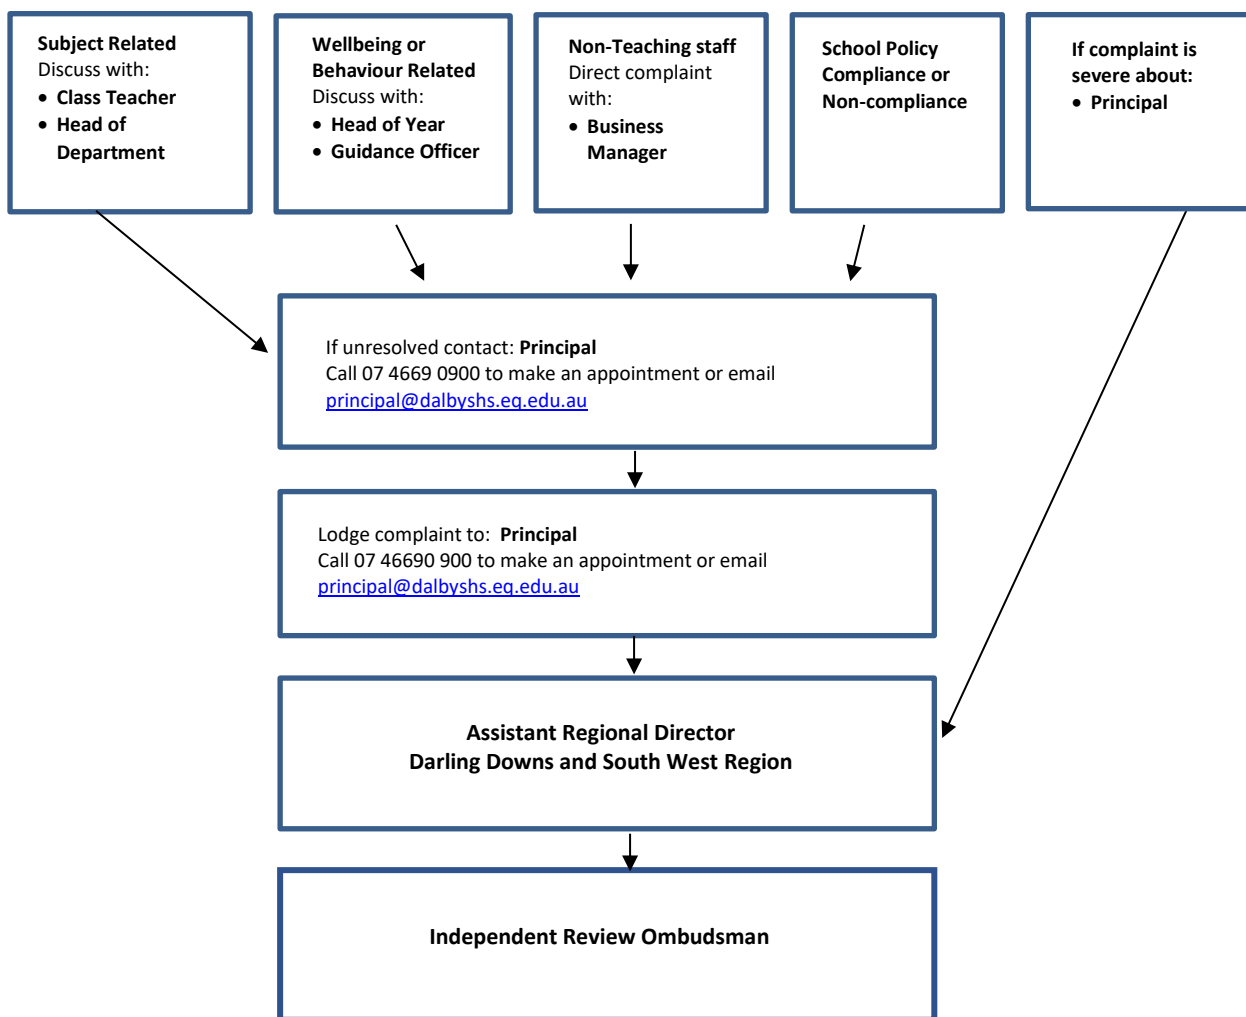 Subject Related
Discuss with:
• Class Teacher
• Head of
Department
Wellbeing or
Behaviour Related
Discuss with:
• Head of Year
• Guidance Officer
Non-Teaching staff
Direct complaint
with:
• Business
Manager
School Policy
Compliance or
Non-compliance
If complaint is
severe about:
• Principal
If unresolved contact: Principal
Call 07 4669 0900 to make an appointment or email
principal@dalbyshs.eq.edu.au
Lodge complaint to: Principal
Call 07 46690 900 to make an appointment or email
principal@dalbyshs.eq.edu.au
Assistant Regional Director
Darling Downs and South West Region
Independent Review Ombudsman